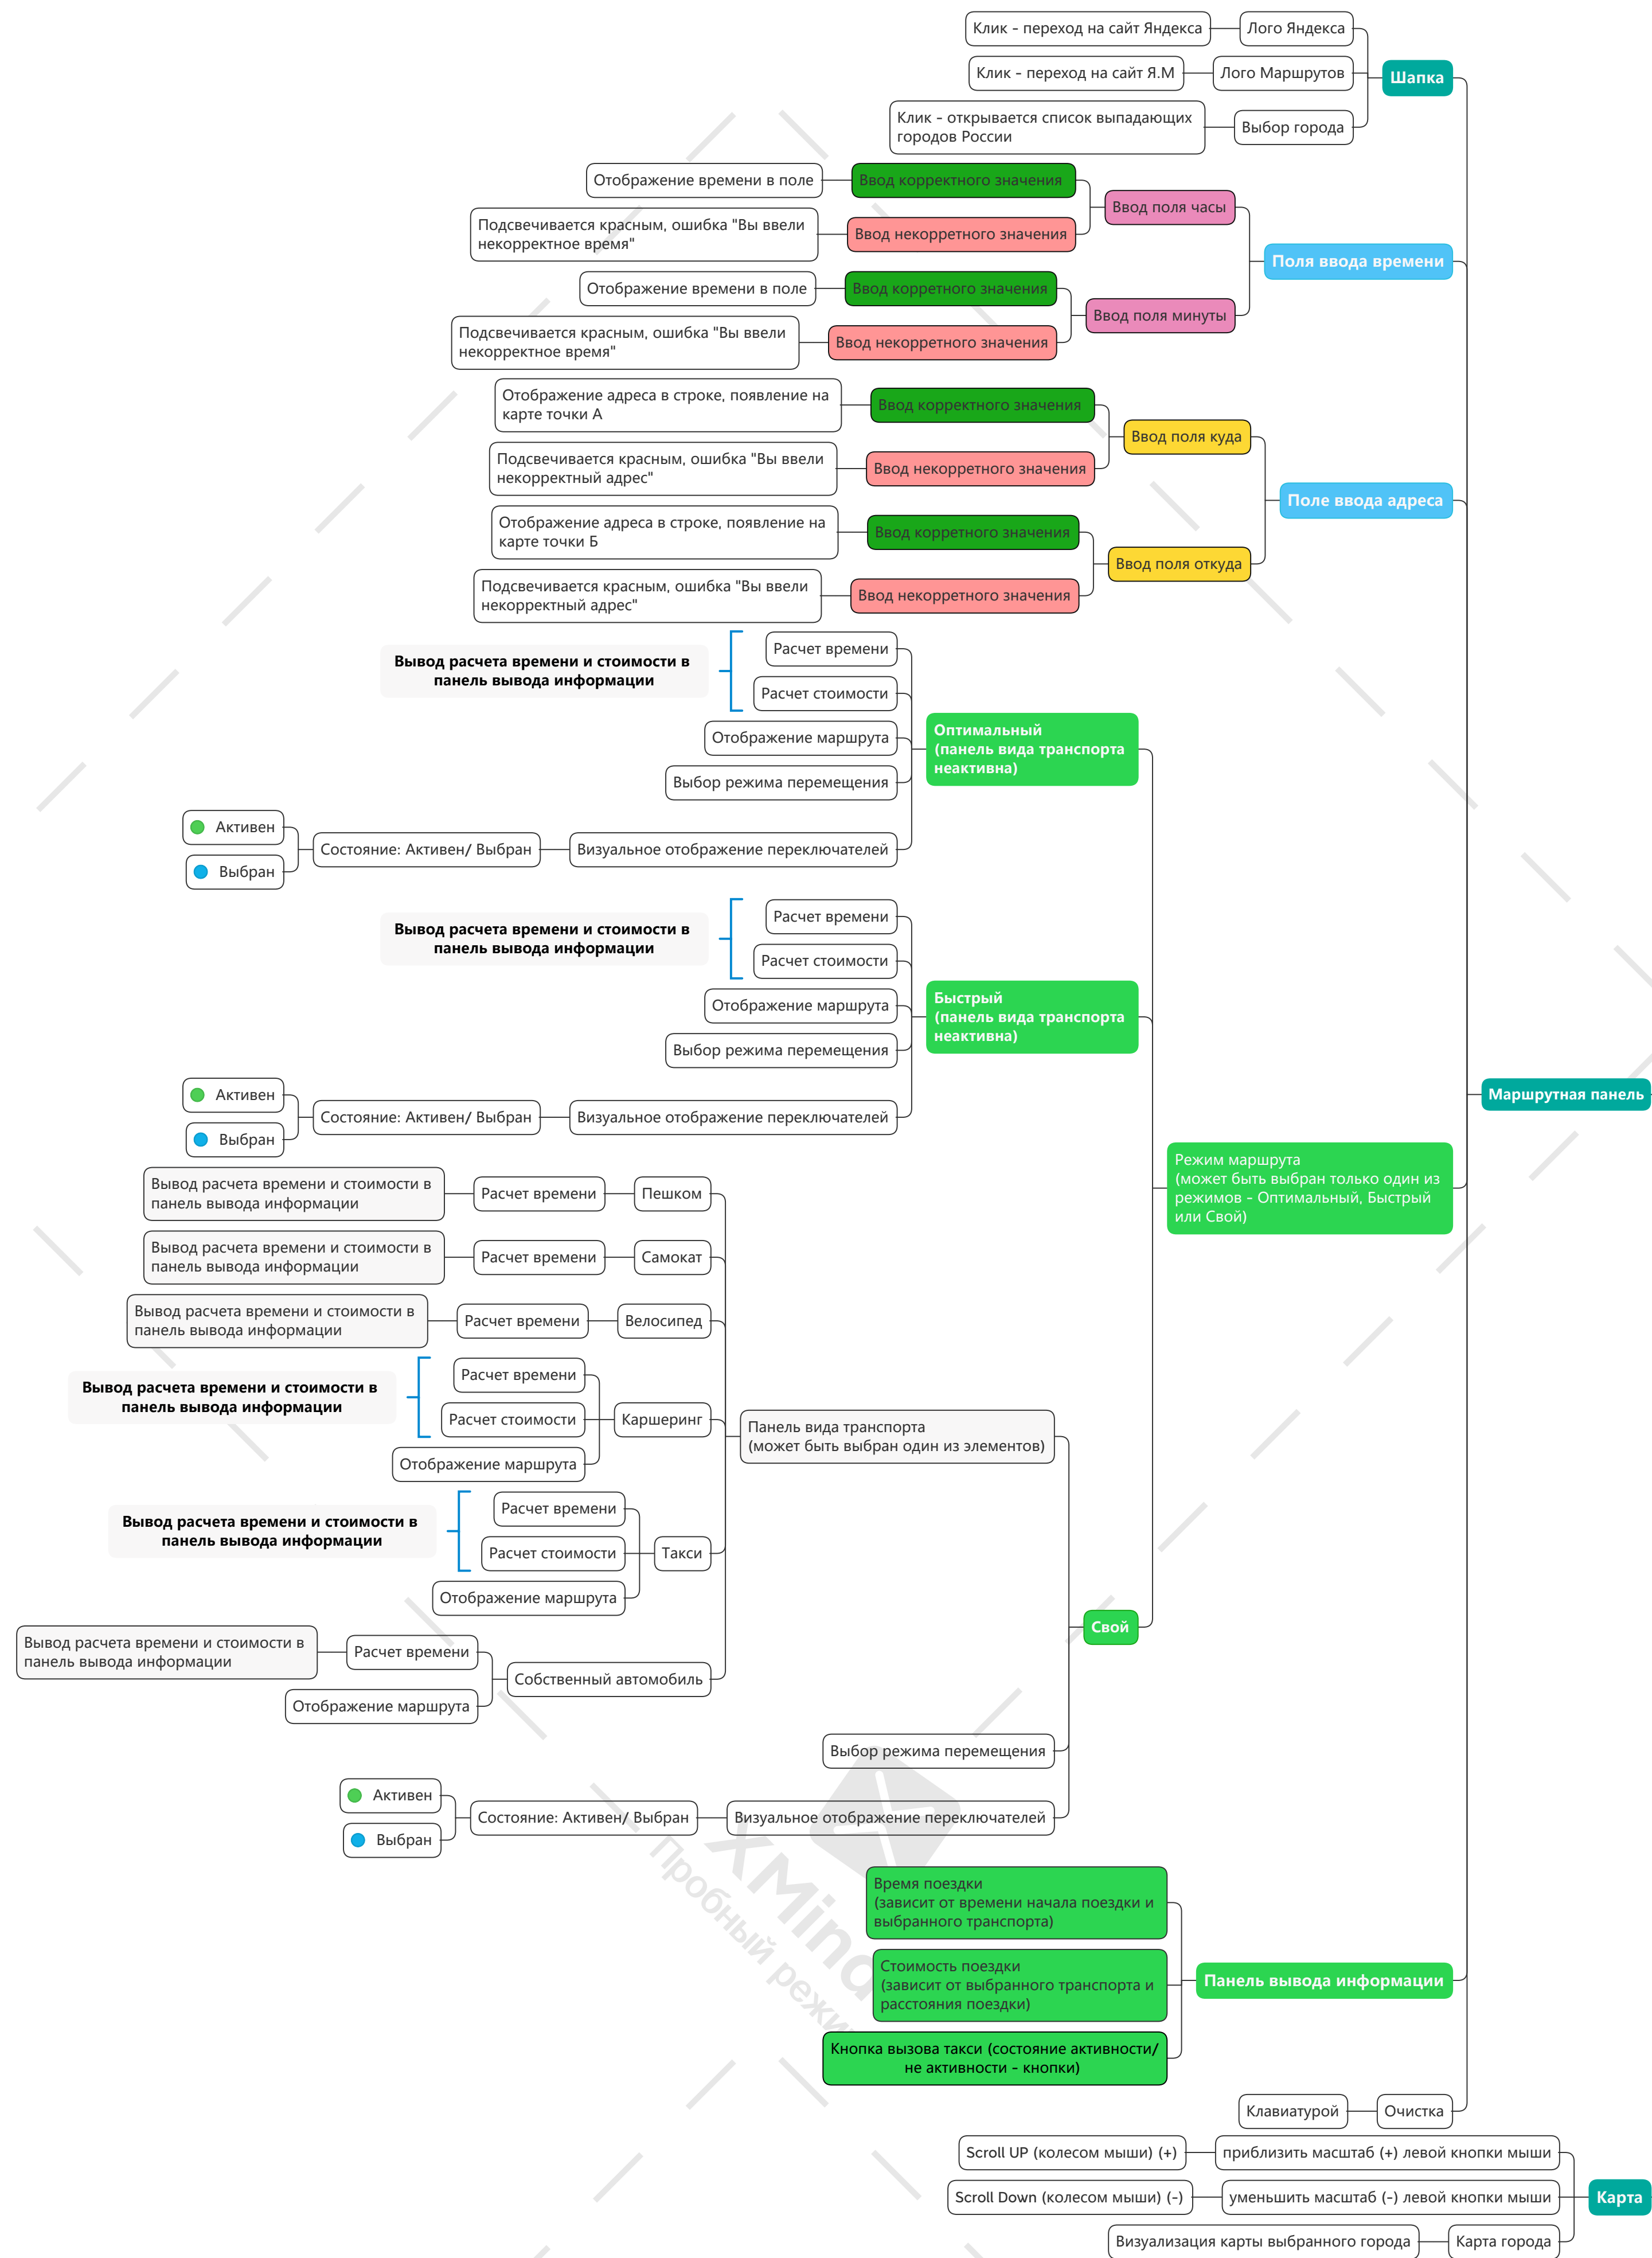 Клик - переход на сайт Яндекса
Лого Яндекса
Клик - переход на сайт Я.М
Лого Маршрутов
Шапка
Клик - открывается список выпадающих
городов России
Выбор города
Отображение времени в поле
Ввод корректного значения
Ввод поля часы
Подсвечивается красным, ошибка "Вы ввели
некорректное время"
Ввод некорретного значения
Поля ввода времени
Отображение времени в поле
Ввод корретного значения
Ввод поля минуты
Подсвечивается красным, ошибка "Вы ввели
некорректное время"
Ввод некорретного значения
Отображение адреса в строке, появление на
карте точки А
Ввод корректного значения
Ввод поля куда
Подсвечивается красным, ошибка "Вы ввели
некорректный адрес"
Ввод некорретного значения
Поле ввода адреса
Отображение адреса в строке, появление на
карте точки Б
Ввод корретного значения
Ввод поля откуда
Подсвечивается красным, ошибка "Вы ввели
некорректный адрес"
Ввод некорретного значения
Вывод расчета времени и стоимости в
панель вывода информации
Расчет времени
Расчет стоимости
Отображение маршрута
Оптимальный
(панель вида транспорта
неактивна)
Выбор режима перемещения
Активен
Выбран
Состояние: Активен/ Выбран
Визуальное отображение переключателей
Вывод расчета времени и стоимости в
панель вывода информации
Расчет времени
Расчет стоимости
Отображение маршрута
Быстрый
(панель вида транспорта
неактивна)
Выбор режима перемещения
Активен
Выбран
Состояние: Активен/ Выбран
Визуальное отображение переключателей
Маршрутная панель
Режим маршрута
(может быть выбран только один из
режимов - Оптимальный, Быстрый
или Свой)
Вывод расчета времени и стоимости в
панель вывода информации
Расчет времени
Пешком
Вывод расчета времени и стоимости в
панель вывода информации
Расчет времени
Самокат
Вывод расчета времени и стоимости в
панель вывода информации
Расчет времени
Велосипед
Вывод расчета времени и стоимости в
панель вывода информации
Расчет времени
Расчет стоимости
Отображение маршрута
Каршеринг
Панель вида транспорта
(может быть выбран один из элементов)
Вывод расчета времени и стоимости в
панель вывода информации
Расчет времени
Расчет стоимости
Отображение маршрута
Такси
Свой
Вывод расчета времени и стоимости в
панель вывода информации
Расчет времени
Отображение маршрута
Собственный автомобиль
Выбор режима перемещения
Активен
Выбран
Состояние: Активен/ Выбран
Визуальное отображение переключателей
XMind
Пробный режи
Время поездки
(зависит от времени начала поездки и
выбранного транспорта)
Стоимость поездки
(зависит от выбранного транспорта и
расстояния поездки)
Панель вывода информации
Кнопка вызова такси (состояние активности/
не активности - кнопки)
Клавиатурой
Очистка
Scroll UP (колесом мыши) (+)
приблизить масштаб (+) левой кнопки мыши
Scroll Down (колесом мыши) (-)
уменьшить масштаб (-) левой кнопки мыши
Карта
Визуализация карты выбранного города
Карта города